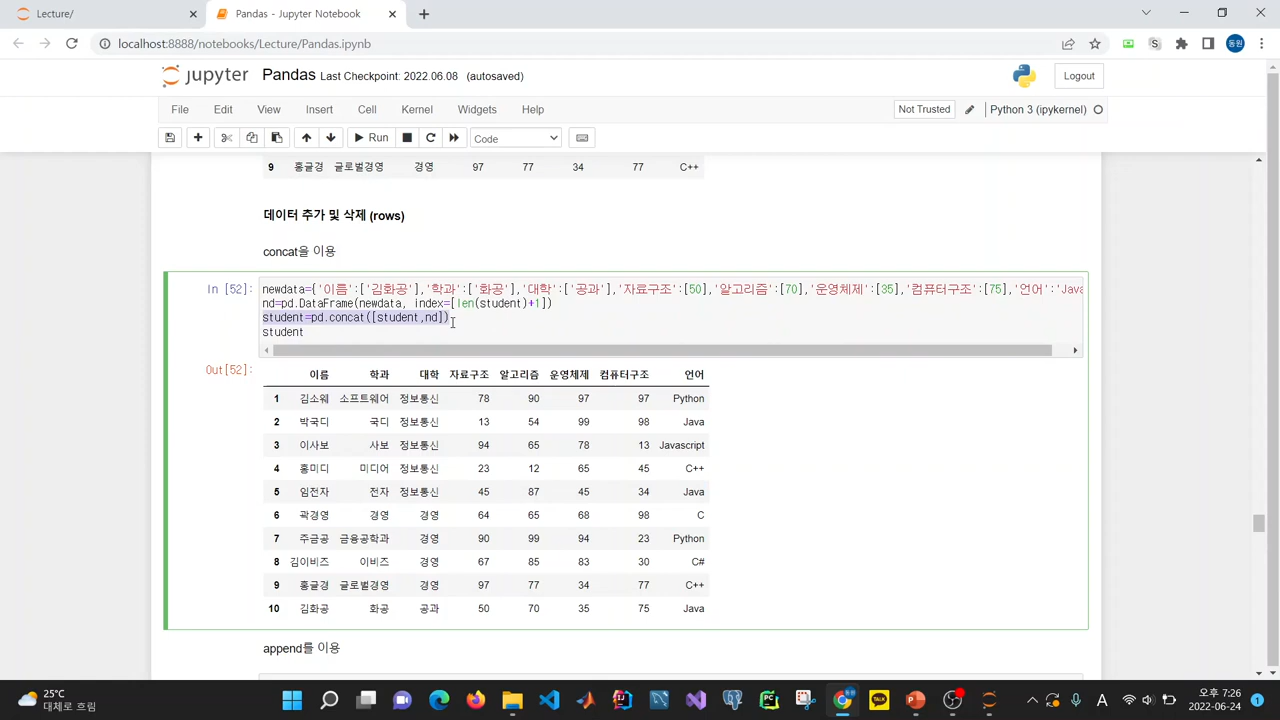 Lecture/
Pandas - Jupyter Notebook
localhost:8888/notebooks/Lecture/Pandas.ipynb
동원
jupyter Pandas Last Checkpoint: 2022.06.08 (autosaved)
Logout
File Edit View Insert Cell Kernel Widgets Help
Not Trusted Python 3 (ipykernel)
Run Code
9 홍글경 글로벌경영 경영 97 77 34 77 C++
데이터 추가 및 삭제 (rows)
concat을 이용
In [52]: newdata={'이름':['김화공'],'학과':['화공'],'대학':['공과'],'자료구조':[50],'알고리즘':[70],'운영체제':[35],'컴퓨터구조':[75],'언어':'Java
nd=pd.DataFrame(newdata, index=[len(student)+1])
student=pd.concat([student,nd])
student
Out[52]:
이름 학과 대학 자료구조 알고리즘 운영체제 컴퓨터구조 언어
1 김소웨 소프트웨어 정보통신 78 90 97 97 Python
2 박국디 국디 정보통신 13 54 99 98 Java
3 이사보 사보 정보통신 94 65 78 13 Javascript
4 홍미디 미디어 정보통신 23 12 65 45 C++
5 임전자 전자 정보통신 45 87 45 34 Java
6 곽경영 경영 경영 64 65 68 98 C
7 주금공 금융공학과 경영 90 99 94 23 Python
8 김이비즈 이비즈 경영 67 85 83 30 C#
9 홍글경 글로벌경영 경영 97 77 34 77 C++
10 김화공 화공 공과 50 70 35 75 Java
append를 이용
25°C
대체로 흐림
A
오후 7:26
2022-06-24